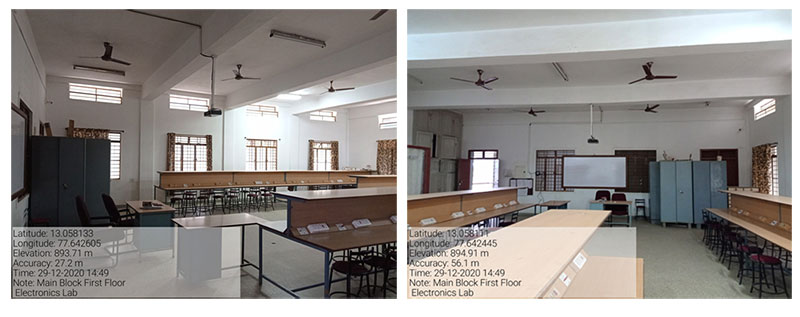 Latitude: 13.058133
Longitude: 77.642605
Elevation: 893.71 m
Accuracy: 27.2 m
Time: 29-12-2020 14:49
Note: Main Block First Floor
Electronics Lab
Latitude: 13.058111
Longitude: 77.642445
Elevation: 894.91 m
Accuracy: 56.1 m
Time: 29-12-2020 14:49
Note: Main Block First Floor
Electronics Lab